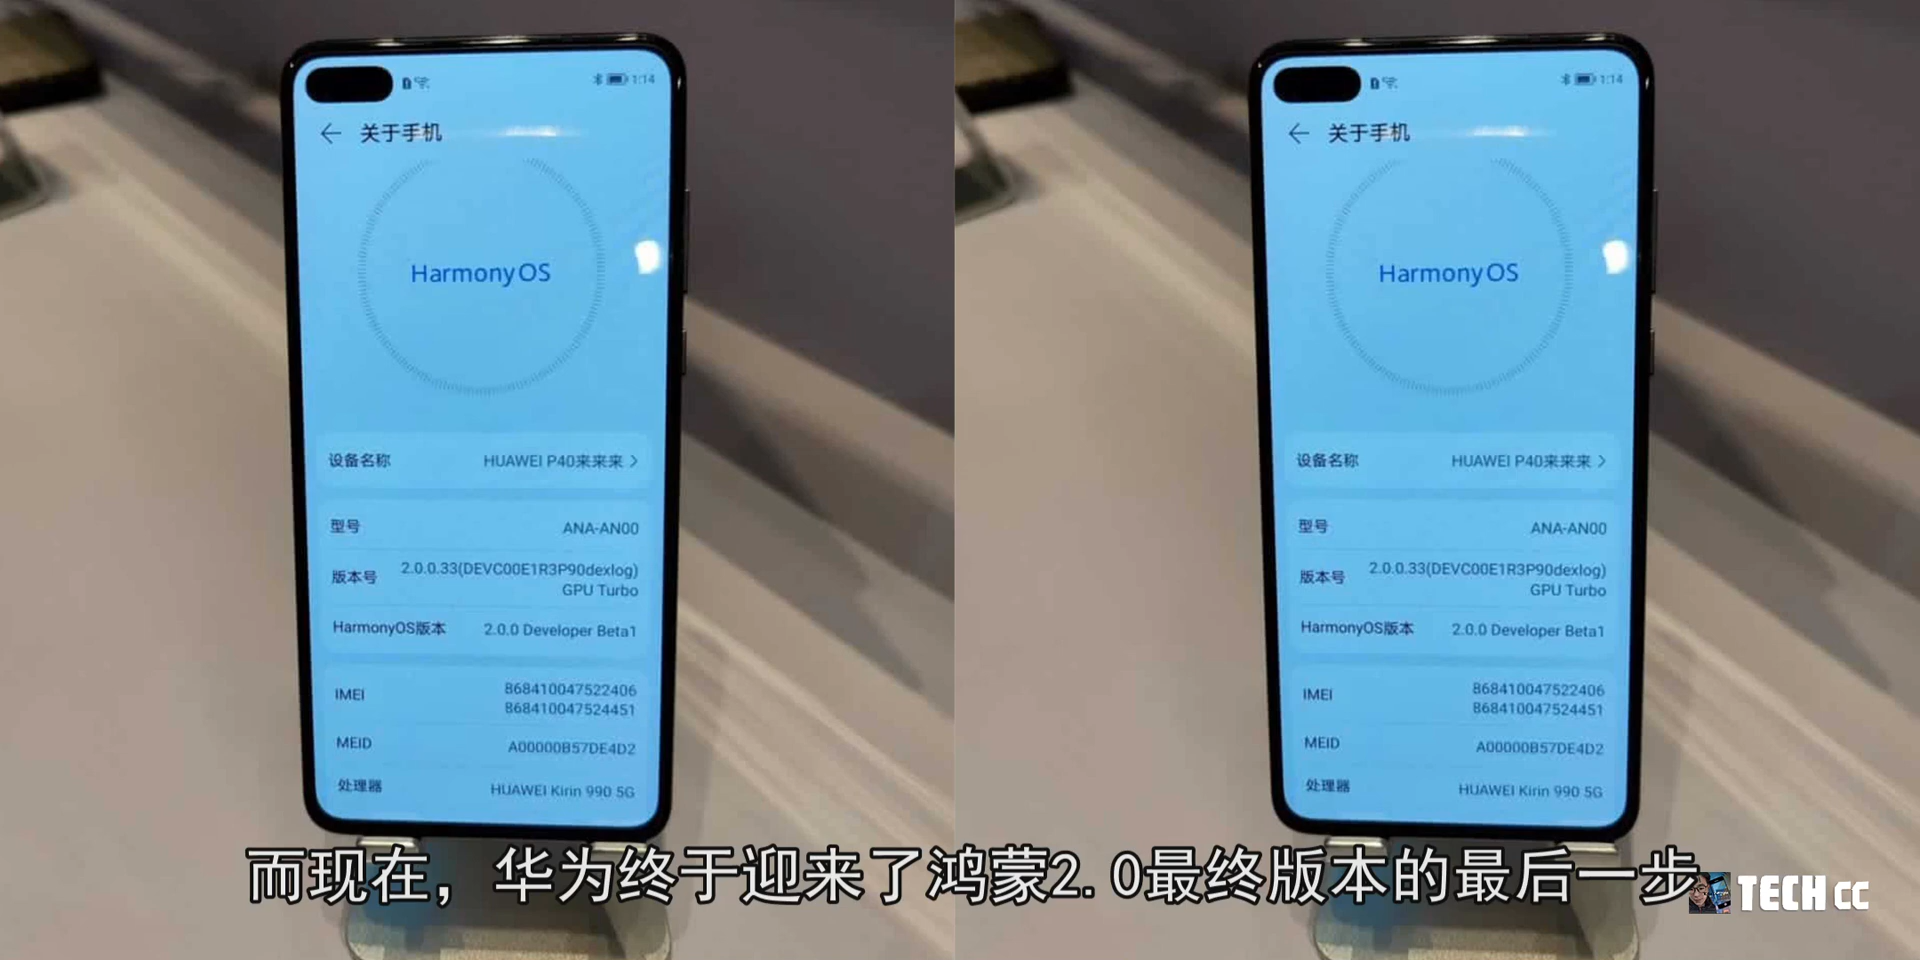 1:14
关于手机
HarmonyOS
设备名称 HUAWEI P40来来来
型号 ANA-AN00
版本号 2.0.0.33(DEVC00E1R3P90dexlog)
GPU Turbo
HarmonyOS版本 2.0.0 Developer Beta1
IMEI 868410047522406
868410047524451
MEID A00000B57DE4D2
处理器 HUAWEI Kirin 990 5G
1:14
关于手机
HarmonyOS
设备名称 HUAWEI P40来来来
型号 ANA-AN00
版本号 2.0.0.33(DEVC00E1R3P90dexlog)
GPU Turbo
HarmonyOS版本 2.0.0 Developer Beta1
IMEI 868410047522406
868410047524451
MEID A00000B57DE4D2
处理器 HUAWEI Kirin 990 5G
而现在，华为终于迎来了鸿蒙2.0最终版本的最后一步
TECH cc